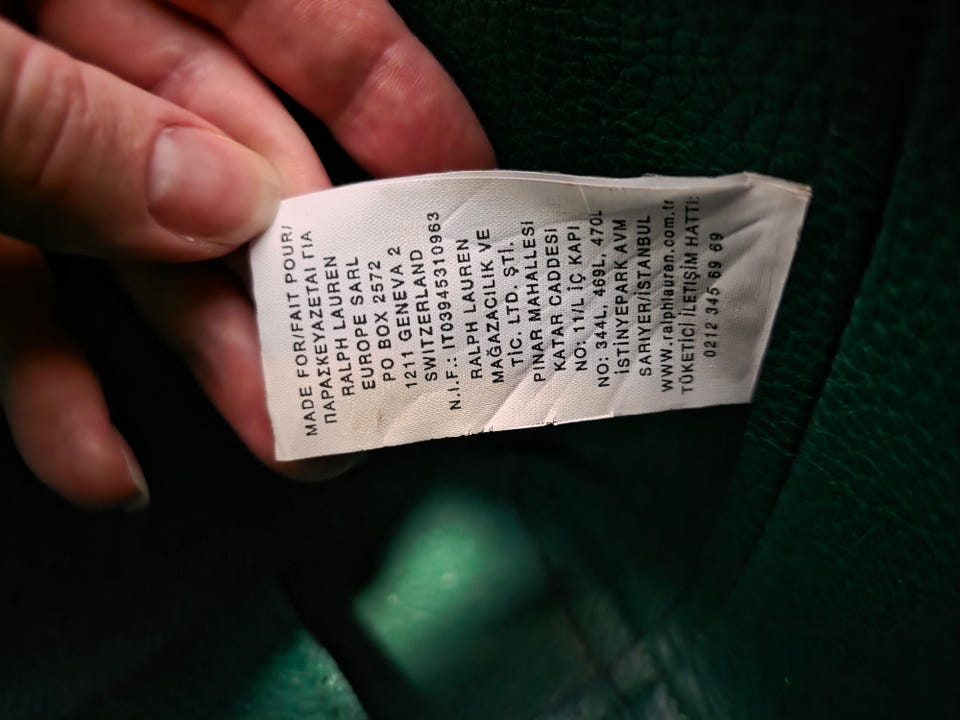 MADE FOR/FAIT POUR/
ΠΑΡΑΣΚΕΥΑΖΕΤΑΙ ΓΙΑ
RALPH LAUREN
EUROPE SARL
PO BOX 2572
1211 GENEVA 2
SWITZERLAND
N.I.F.: IT0394531O963
RALPH LAUREN
MAĞAZACILIK VE
TİC. LTD. ŞTİ.
PINAR MAHALLESİ
KATAR CADDESİ
NO: 11/L İÇ KAPI
NO: 344L, 469L, 470L
İSTİNYEPARK AVM
SARIYER/İSTANBUL
www.ralphlauren.com.tr
TÜKETİCİ İLETİŞİM HATTI:
0212 345 69 69